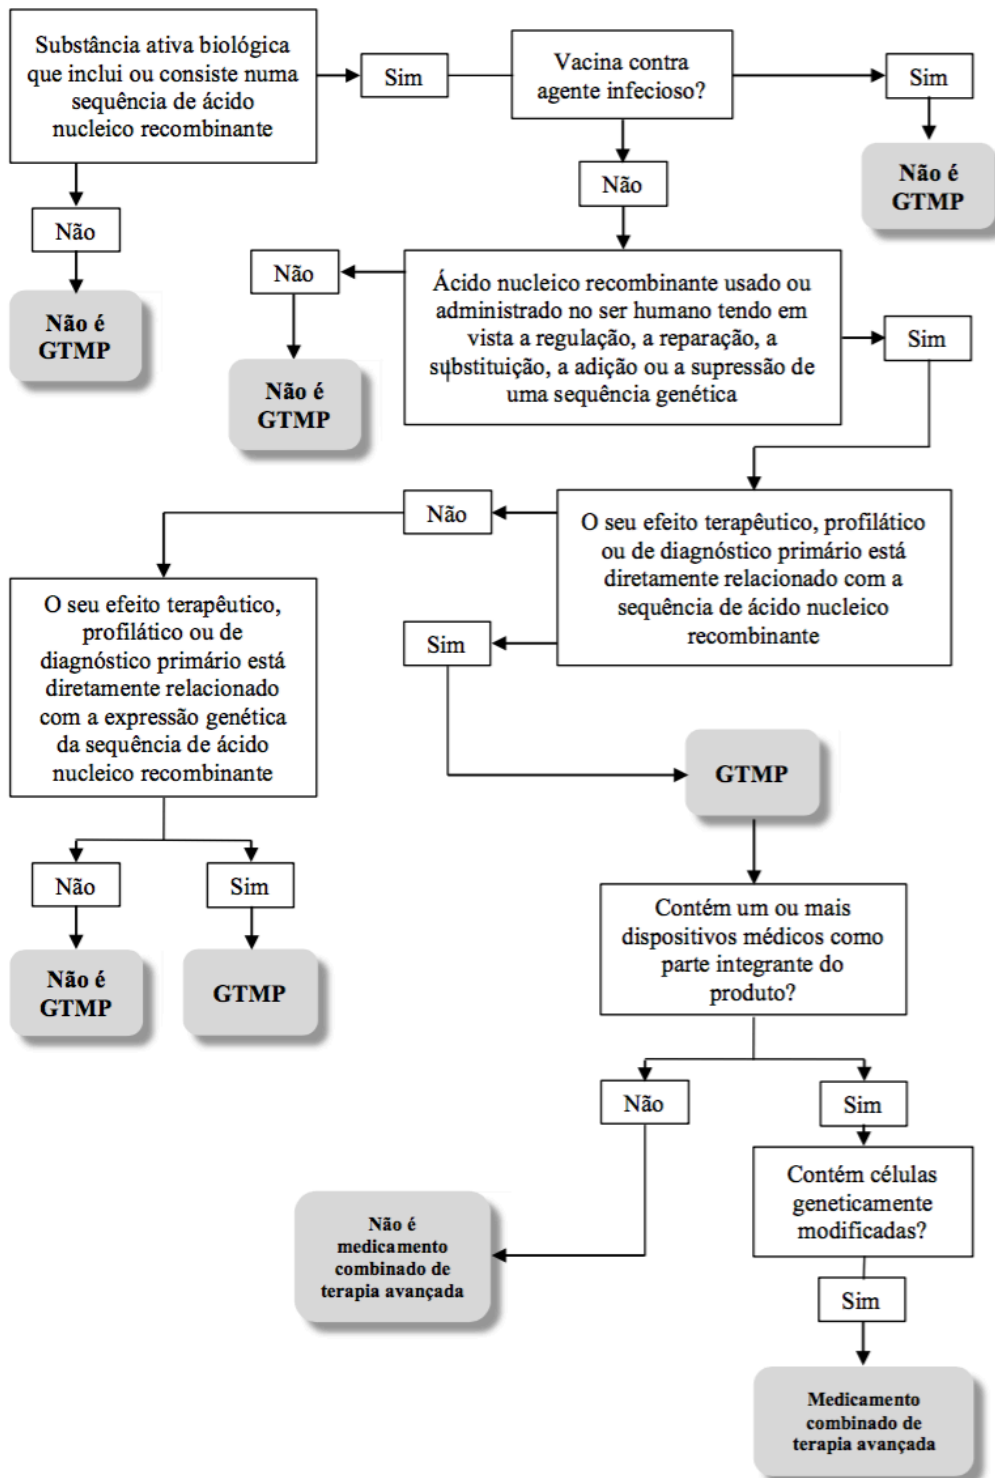 Substância ativa biológica
que inclui ou consiste numa
sequência de ácido
nucleico recombinante
Sim
Vacina contra
agente infecioso?
Sim
Não é
GTMP
Não
Não
Não é
GTMP
Não
Não é
GTMP
Ácido nucleico recombinante usado ou
administrado no ser humano tendo em
vista a regulação, a reparação, a
substituição, a adição ou a supressão de
uma sequência genética
Sim
Não
O seu efeito terapêutico, profilático
ou de diagnóstico primário está
diretamente relacionado com a
sequência de ácido nucleico
recombinante
Sim
O seu efeito terapêutico,
profilático ou de
diagnóstico primário está
diretamente relacionado
com a expressão genética
da sequência de ácido
nucleico recombinante
GTMP
Não
Sim
Não é
GTMP
GTMP
Contém um ou mais
dispositivos médicos como
parte integrante do
produto?
Não
Sim
Contém células
geneticamente
modificadas?
Não é
medicamento
combinado de
terapia avançada
Sim
Medicamento
combinado de
terapia avançada